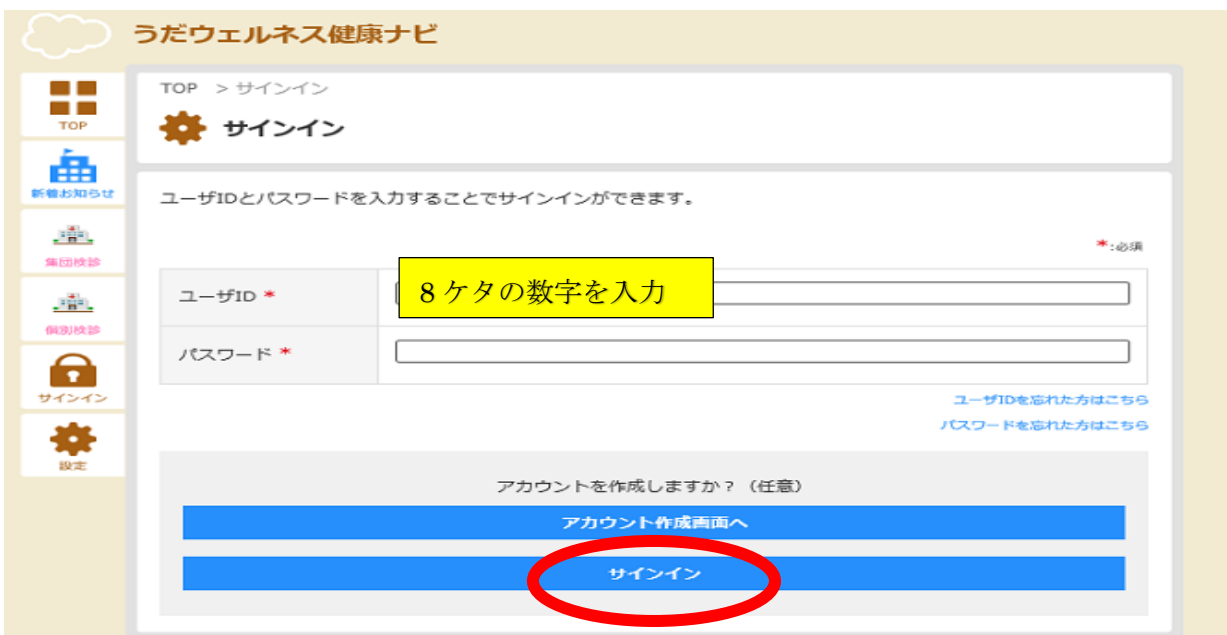 うだウェルネス健康ナビ
TOP > サインイン
サインイン
TOP
新着お知らせ
集団検診
個別検診
サインイン
設定
ユーザIDとパスワードを入力することでサインインができます。
*:必須
ユーザID *
8ケタの数字を入力
パスワード *
ユーザIDを忘れた方はこちら
パスワードを忘れた方はこちら
アカウントを作成しますか？（任意）
アカウント作成画面へ
サインイン